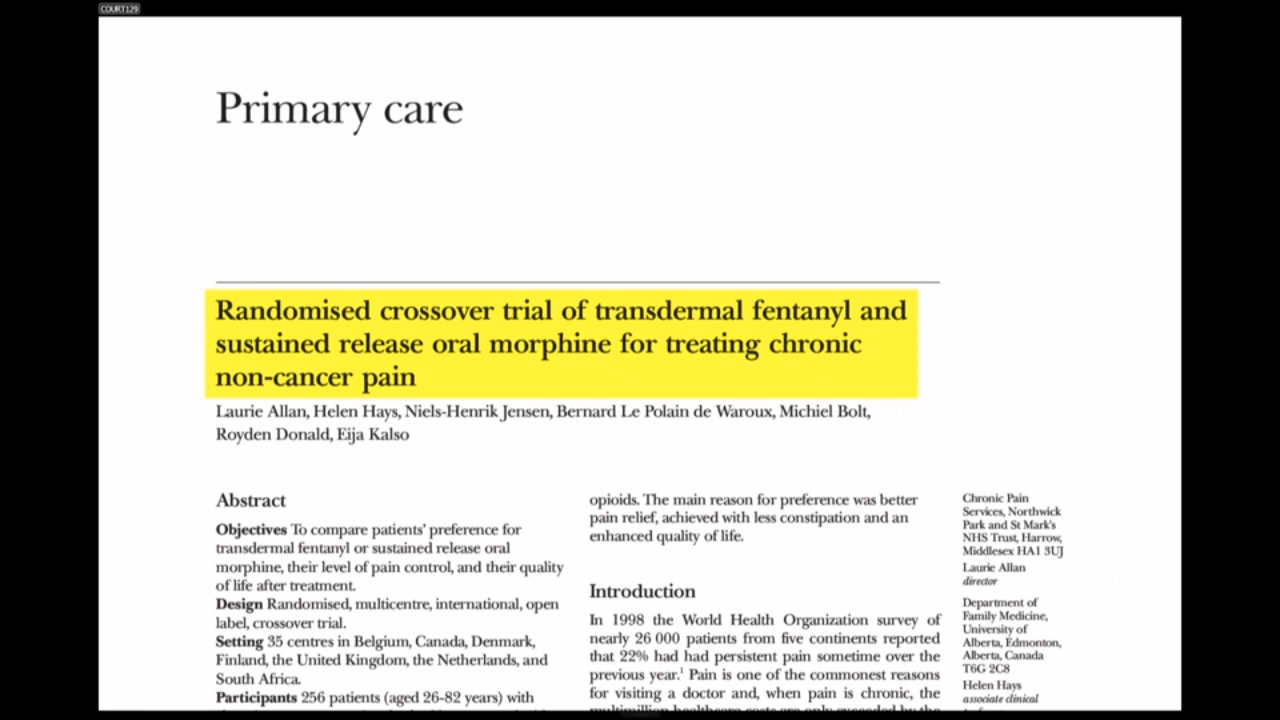 COURT129
Primary care
Randomised crossover trial of transdermal fentanyl and
sustained release oral morphine for treating chronic
non-cancer pain
Laurie Allan, Helen Hays, Niels-Henrik Jensen, Bernard Le Polain de Waroux, Michiel Bolt,
Royden Donald, Eija Kalso
Abstract
Objectives To compare patients' preference for
transdermal fentanyl or sustained release oral
morphine, their level of pain control, and their quality
of life after treatment.
Design Randomised, multicentre, international, open
label, crossover trial.
Setting 35 centres in Belgium, Canada, Denmark,
Finland, the United Kingdom, the Netherlands, and
South Africa.
Participants 256 patients (aged 26-82 years) with
opioids. The main reason for preference was better
pain relief, achieved with less constipation and an
enhanced quality of life.
Introduction
In 1998 the World Health Organization survey of
nearly 26 000 patients from five continents reported
that 22% had had persistent pain sometime over the
previous year.¹ Pain is one of the commonest reasons
for visiting a doctor and, when pain is chronic, the
multimillion healthcare costs are only exceeded by the
Chronic Pain
Services, Northwick
Park and St Mark's
NHS Trust, Harrow,
Middlesex HA1 3UJ
Laurie Allan
director
Department of
Family Medicine,
University of
Alberta, Edmonton,
Alberta, Canada
T6G 2C8
Helen Hays
associate clinical